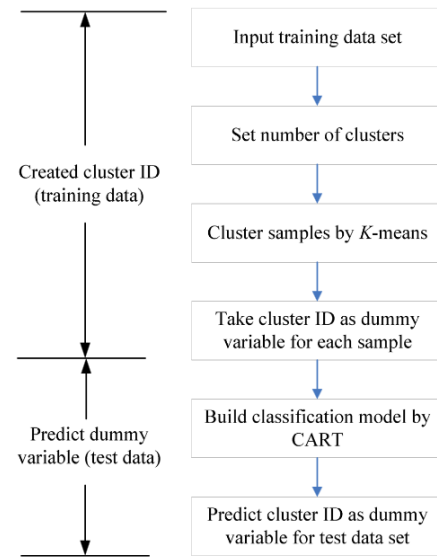 Input training data set
Set number of clusters
Created cluster ID
(training data)
Cluster samples by K-means
Take cluster ID as dummy
variable for each sample
Build classification model by
CART
Predict dummy
variable (test data)
Predict cluster ID as dummy
variable for test data set